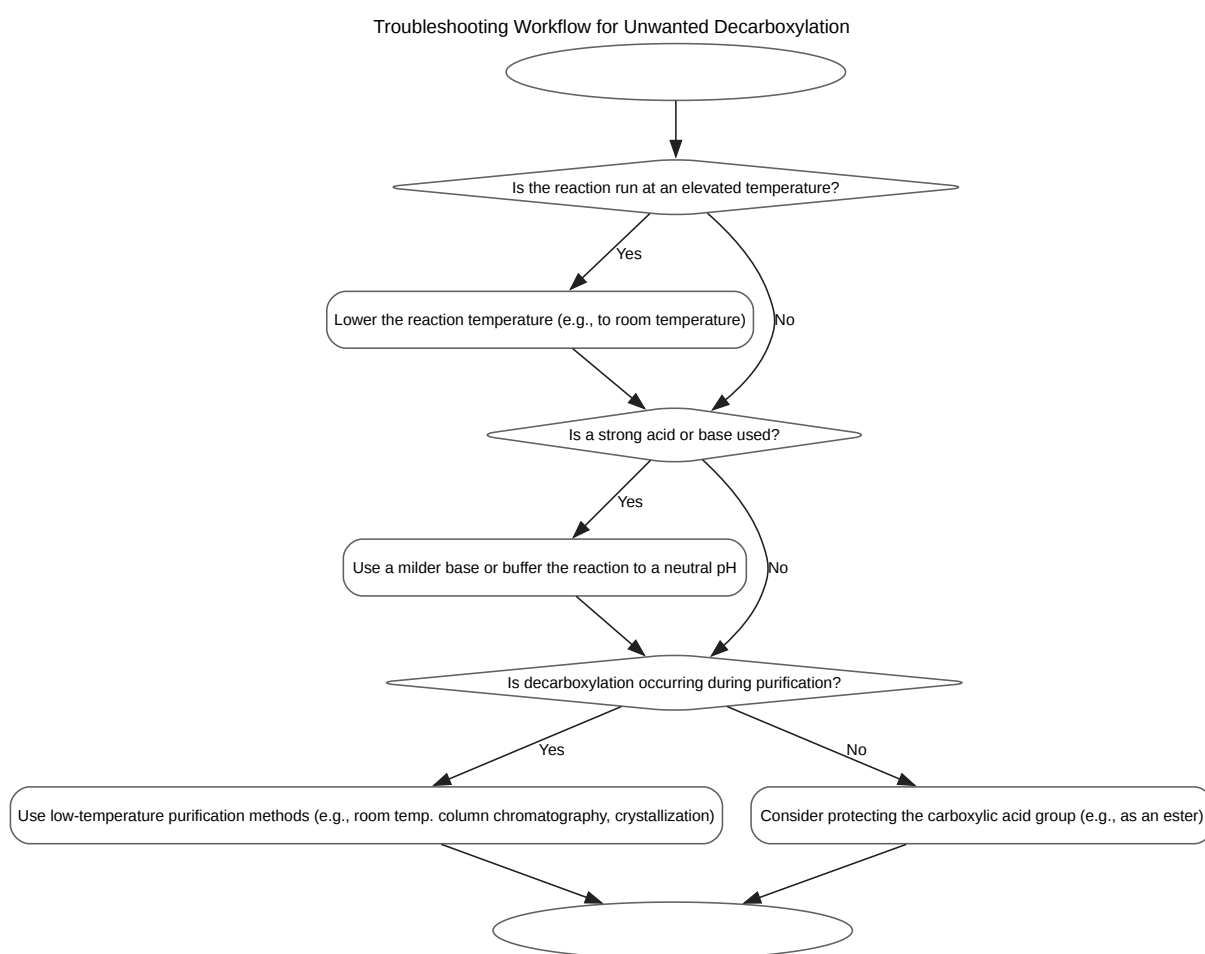 Troubleshooting Workflow for Unwanted Decarboxylation
Is the reaction run at an elevated temperature?
Yes
Lower the reaction temperature (e.g., to room temperature)
No
Is a strong acid or base used?
Yes
Use a milder base or buffer the reaction to a neutral pH
No
Is decarboxylation occurring during purification?
Yes
No
Use low-temperature purification methods (e.g., room temp. column chromatography, crystallization)
Consider protecting the carboxylic acid group (e.g., as an ester)